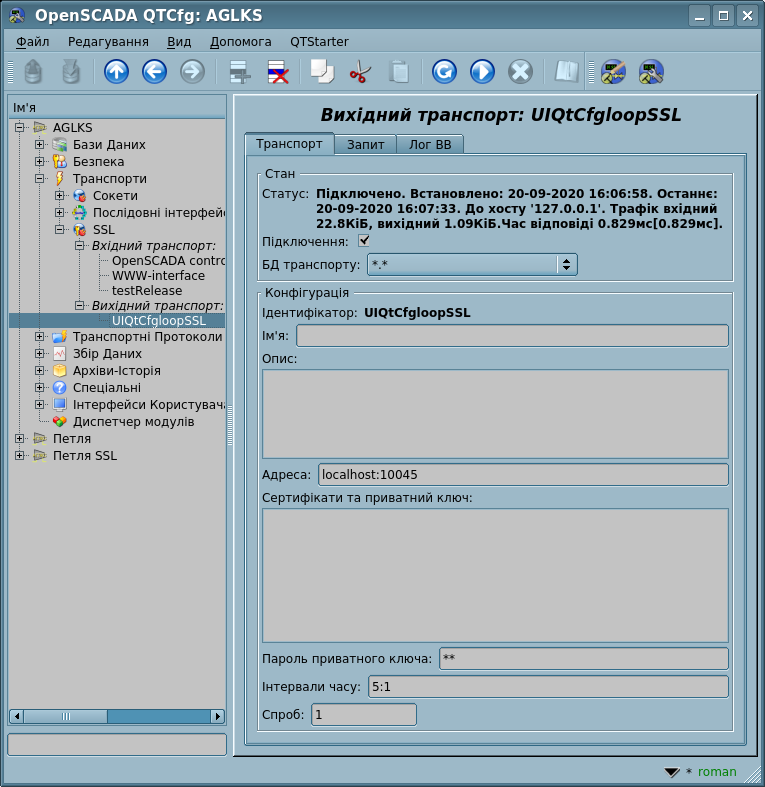 OpenSCADA QTCfg: AGLKS
Файл Редагування Вид Допомога QTStarter
Ім'я
AGLKS
Бази Даних
Безпека
Транспорти
Сокети
Послідовні інтерфей
SSL
Вхідний транспорт:
OpenSCADA contro
WWW-interface
testRelease
Вихідний транспорт:
UIQtCfgloopSSL
Транспортні Протоколи
Збір Даних
Архіви-Історія
Спеціальні
Інтерфейси Користувача
Диспетчер модулів
Петля
Петля SSL
Вихідний транспорт: UIQtCfgloopSSL
Транспорт Запит Лог ВВ
Стан
Статус: Підключено. Встановлено: 20-09-2020 16:06:58. Останнє:
20-09-2020 16:07:33. До хосту '127.0.0.1'. Трафік вхідний
22.8КіБ, вихідний 1.09КіБ.Час відповіді 0.829мс[0.829мс].
Підключення:
БД транспорту: *.*
Конфігурація
Ідентифікатор: UIQtCfgloopSSL
Ім'я:
Опис:
Адреса: localhost:10045
Сертифікати та приватний ключ:
Пароль приватного ключа: **
Інтервали часу: 5:1
Спроб: 1
* roman